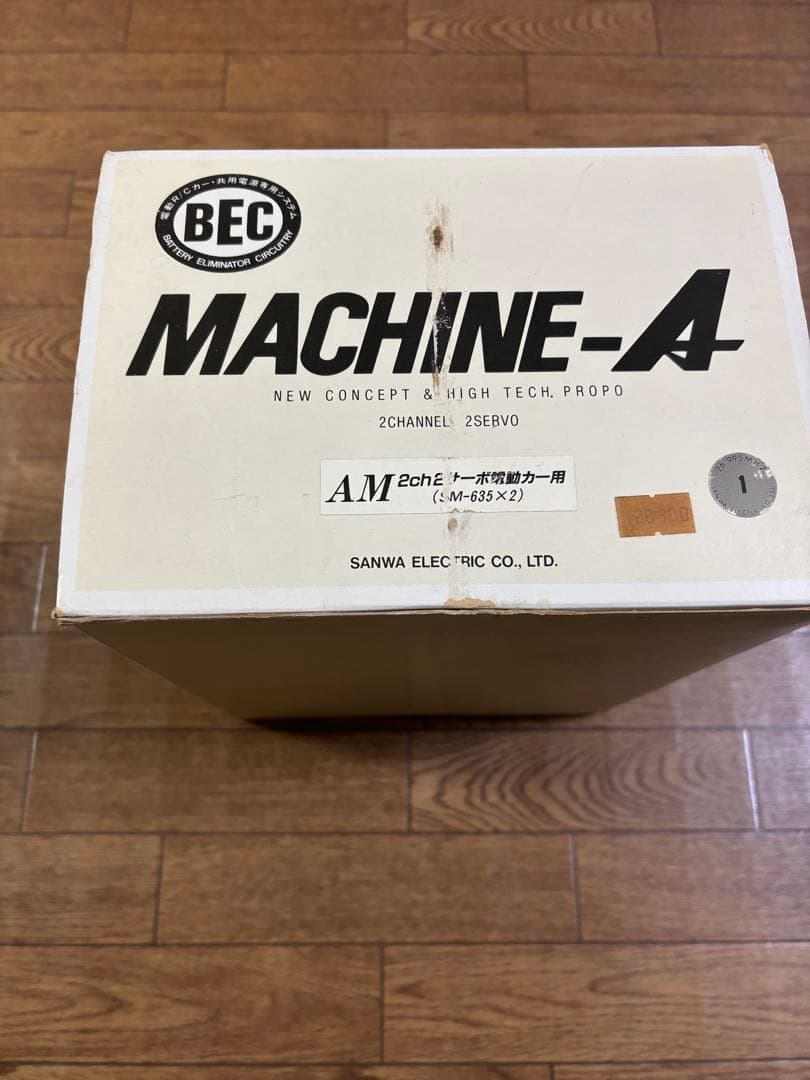 電動R/Cカー・共用電源専用システム
BEC
BATTERY ELIMINATOR CIRCUITRY
MACHINE-A
NEW CONCEPT & HIGH TECH. PROPO
2CHANNEL 2SERVO
AM 2ch2サーボ電動カー用
(SM-635×2)
26.995MHz
1
SANWA ELECTRIC CO., LTD.